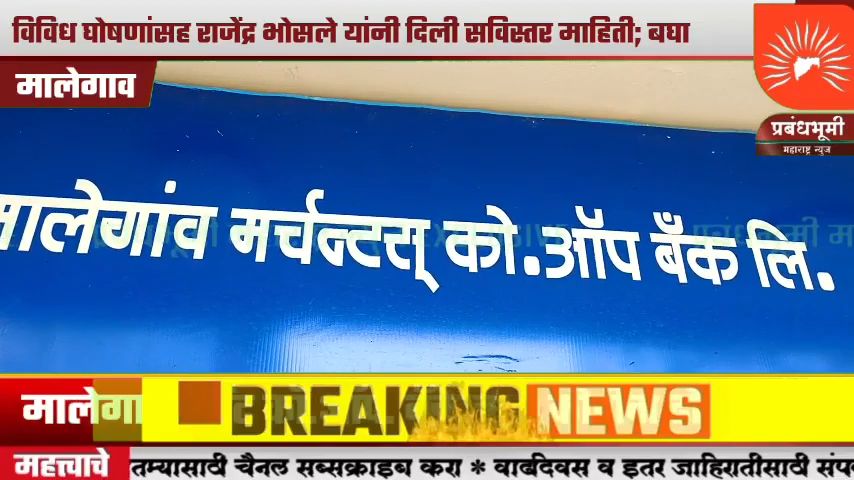 विविध घोषणांसह राजेंद्र भोसले यांनी दिली सविस्तर माहिती; बघा
मालेगाव
प्रबंधभूमी
महाराष्ट्र न्युज
मालेगांव मर्चन्टस् को.ऑप बँक लि.
मालेगा
BREAKING NEWS
महत्त्वाचे
तम्यासाठी चॅनल सब्सक्राइब करा * वाढदिवस व इतर जाहिरातींसाठी संप